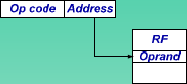 Op code Address
RF
Oprand